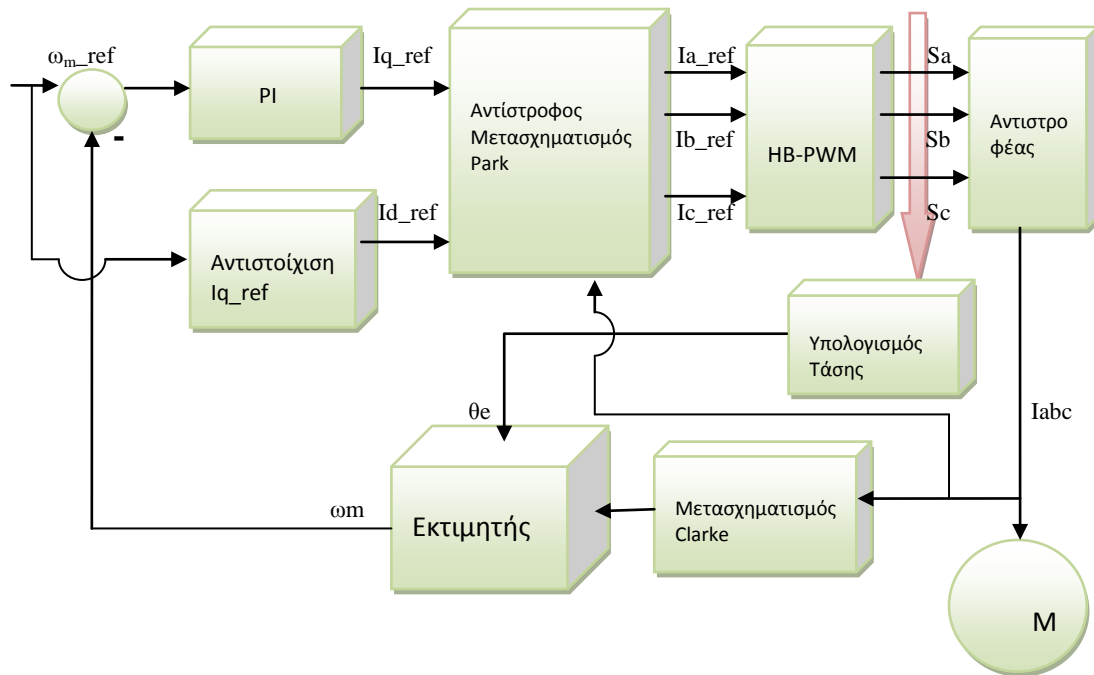 ωm_ref
PI
Iq_ref
Αντίστροφος
Μετασχηματισμός
Park
Ia_ref
Ib_ref
Ic_ref
HB-PWM
Sa
Sb
Sc
Αντιστρο
φέας
-
Αντιστοίχιση
Iq_ref
Id_ref
Υπολογισμός
Τάσης
θe
Iabc
ωm
Εκτιμητής
Μετασχηματισμός
Clarke
M